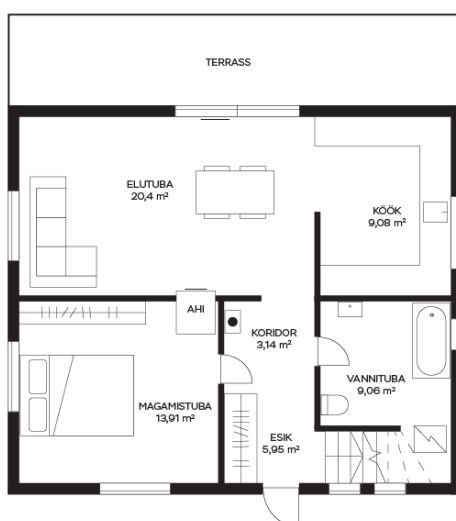 TERRASS
ELUTUBA
20,4 m²
KÖÖK
9,08 m²
AHI
KORIDOR
3,14 m²
MAGAMISTUBA
13,91 m²
VANNITUBA
9,06 m²
ESIK
5,95 m²